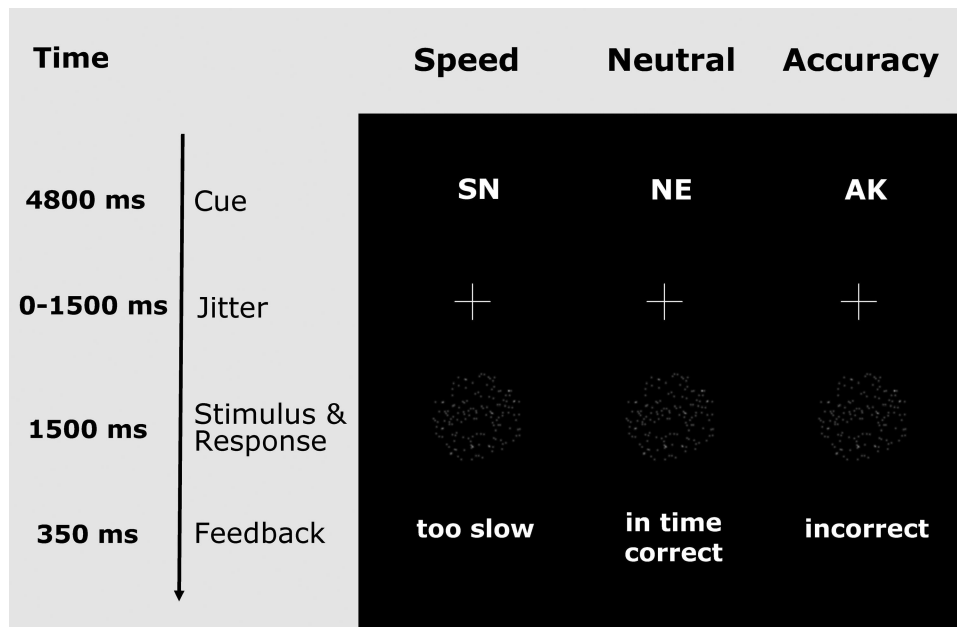 Time Speed Neutral Accuracy
4800 ms Cue SN NE AK
0-1500 ms Jitter
1500 ms Stimulus &
Response
350 ms Feedback too slow in time
correct incorrect